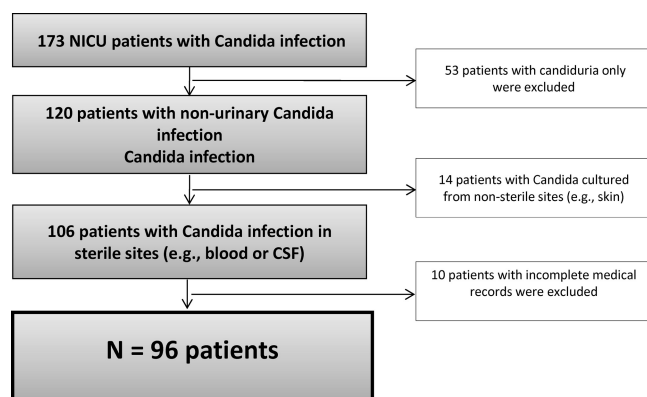 173 NICU patients with Candida infection
53 patients with candiduria only
were excluded
120 patients with non-urinary Candida
infection
Candida infection
14 patients with Candida cultured
from non-sterile sites (e.g., skin)
106 patients with Candida infection in
sterile sites (e.g., blood or CSF)
10 patients with incomplete medical
records were excluded
N = 96 patients